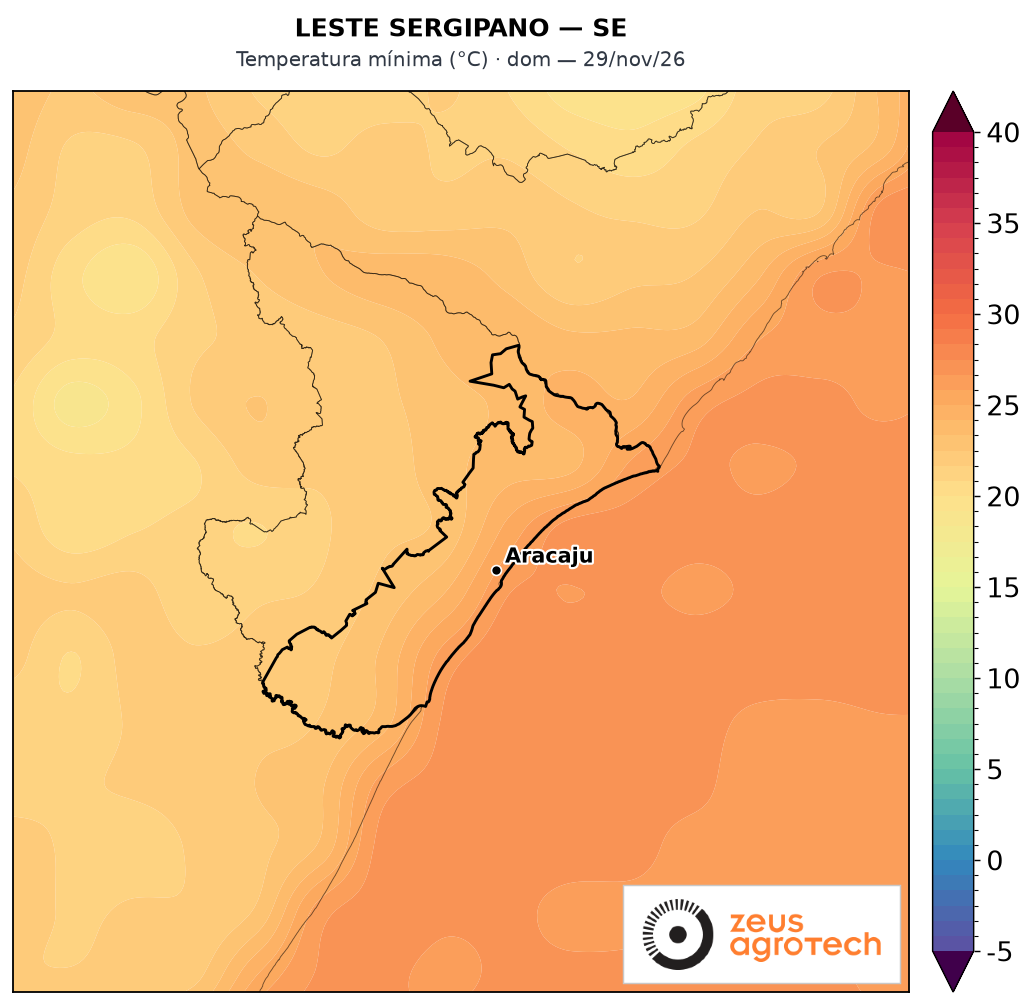 LESTE SERGIPANO — SE
Temperatura mínima (°C) · dom — 29/nov/26
40
35
30
25
20
15
10
5
0
-5
Aracaju
zeus
agrotech